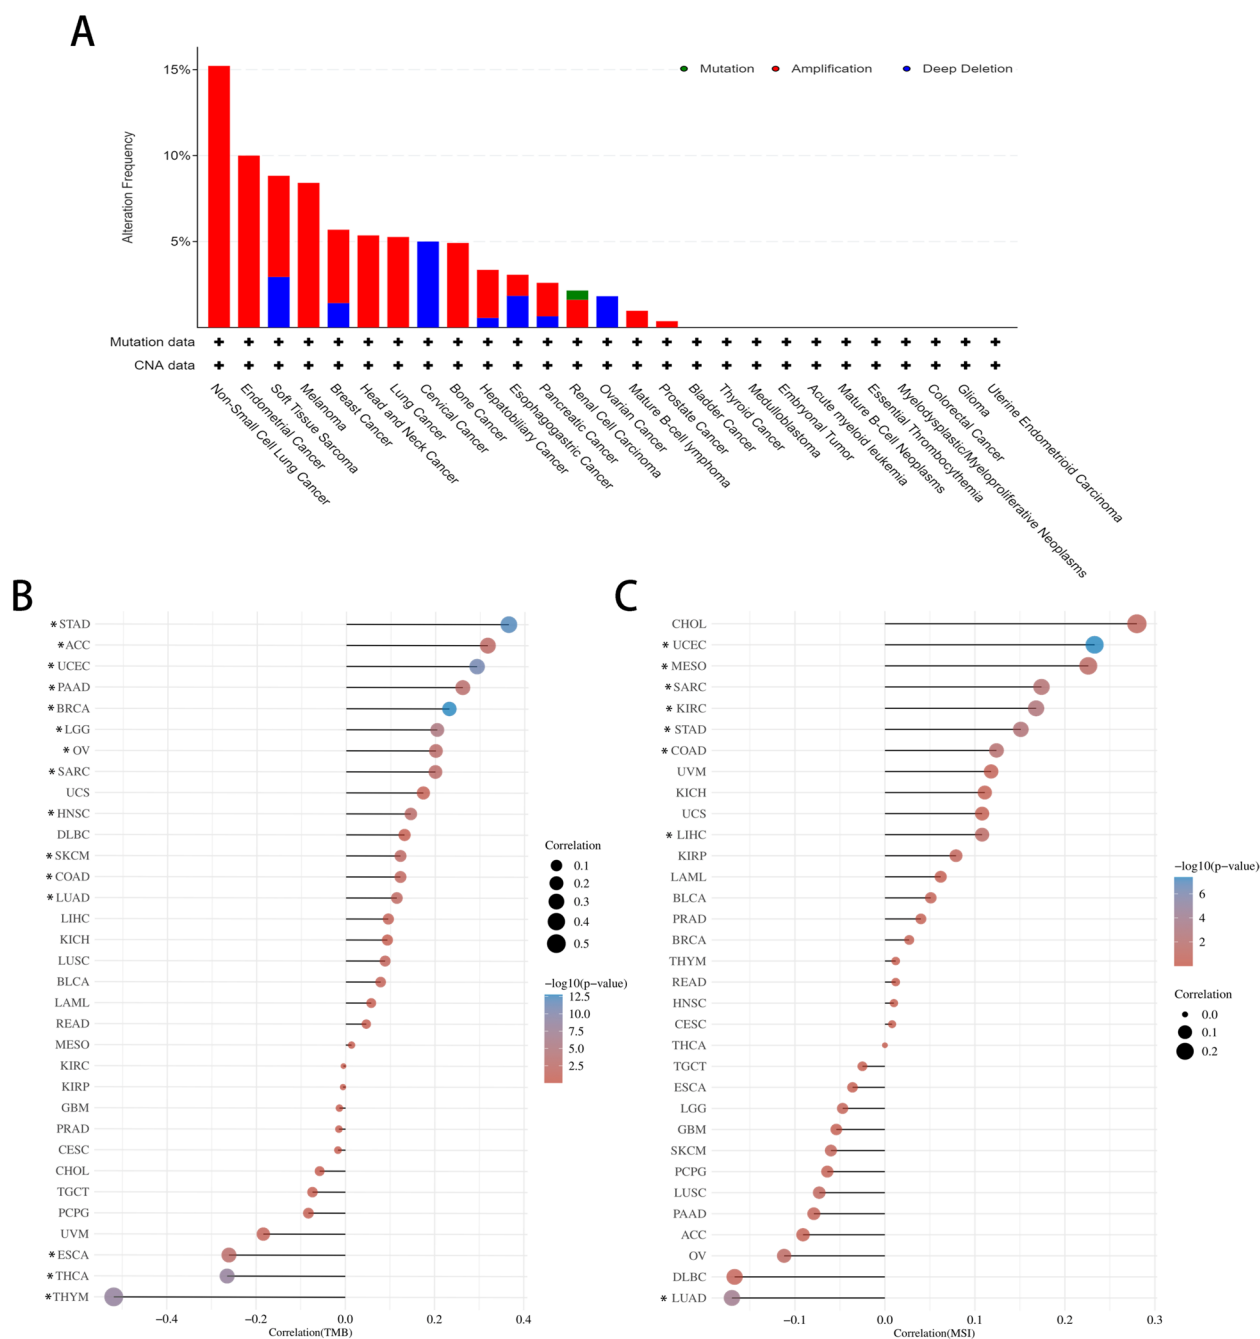 A
Mutation Amplification Deep Deletion
Alteration Frequency
15%
10%
5%
Mutation data
CNA data
Non-Small Cell Lung Cancer
Endometrial Cancer
Soft Tissue Sarcoma
Melanoma
Breast Cancer
Head and Neck Cancer
Lung Cancer
Cervical Cancer
Bone Cancer
Hepatobiliary Cancer
Esophagogastric Cancer
Pancreatic Cancer
Renal Cell Carcinoma
Ovarian Cancer
Mature B-cell lymphoma
Prostate Cancer
Bladder Cancer
Thyroid Cancer
Medulloblastoma
Embryonal Tumor
Acute myeloid leukemia
Mature B-Cell Neoplasms
Essential Thrombocythemia
Myelodysplastic/Myeloproliferative Neoplasms
Colorectal Cancer
Glioma
Uterine Endometrioid Carcinoma
B
*STAD
*ACC
*UCEC
*PAAD
*BRCA
*LGG
*OV
*SARC
UCS
*HNSC
DLBC
*SKCM
*COAD
*LUAD
LIHC
KICH
LUSC
BLCA
LAML
READ
MESO
KIRC
KIRP
GBM
PRAD
CESC
CHOL
TGCT
PCPG
UVM
*ESCA
*THCA
*THYM
−0.4 −0.2 0.0 0.2 0.4
Correlation(TMB)
Correlation
0.1
0.2
0.3
0.4
0.5
−log10(p−value)
12.5
10.0
7.5
5.0
2.5
C
CHOL
* UCEC
* MESO
* SARC
* KIRC
* STAD
* COAD
UVM
KICH
UCS
* LIHC
KIRP
LAML
BLCA
PRAD
BRCA
THYM
READ
HNSC
CESC
THCA
TGCT
ESCA
LGG
GBM
SKCM
PCPG
LUSC
PAAD
ACC
OV
DLBC
* LUAD
−0.1 0.0 0.1 0.2 0.3
Correlation(MSI)
−log10(p−value)
6
4
2
Correlation
0.0
0.1
0.2